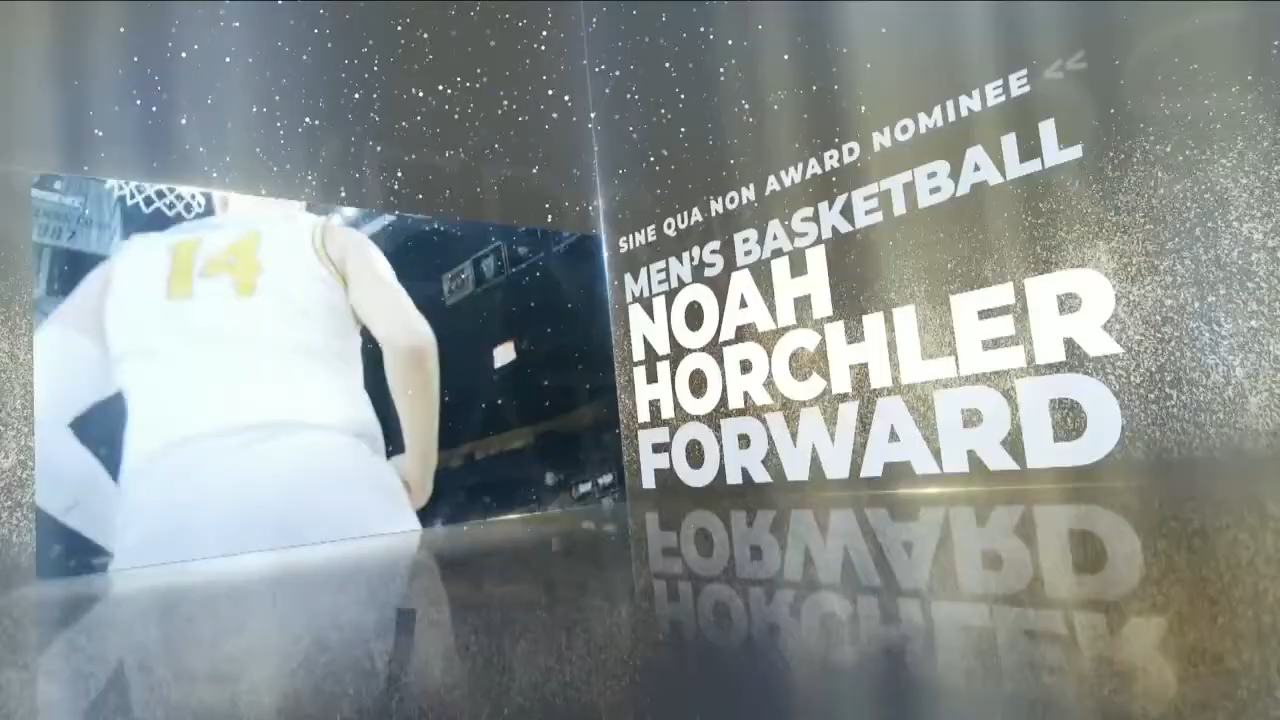 14
SINE QUA NON AWARD NOMINEE <<
MEN'S BASKETBALL
NOAH
HORCHLER
FORWARD